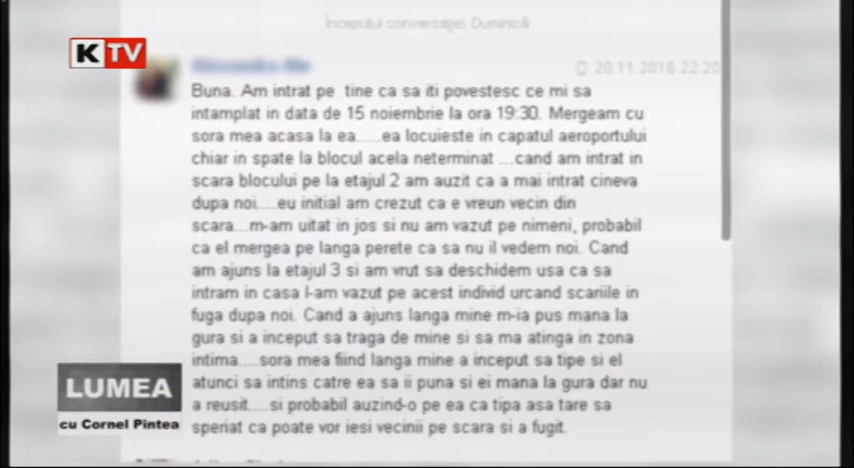 Începutul conversației Duminică
K TV
20.11.2016 22:20
Buna. Am intrat pe tine ca sa iti povestesc ce mi sa
intamplat in data de 15 noiembrie la ora 19:30. Mergeam cu
sora mea acasa la ea.....ea locuieste in capatul aeroportului
chiar in spate la blocul acela neterminat ...cand am intrat in
scara blocului pe la etajul 2 am auzit ca a mai intrat cineva
dupa noi....eu initial am crezut ca e vreun vecin din
scara...m-am uitat in jos si nu am vazut pe nimeni, probabil
ca el mergea pe langa perete ca sa nu il vedem noi. Cand
am ajuns la etajul 3 si am vrut sa deschidem usa ca sa
intram in casa l-am vazut pe acest individ urcand scariile in
fuga dupa noi. Cand a ajuns langa mine m-ia pus mana la
gura si a inceput sa traga de mine si sa ma atinga in zona
intima....sora mea fiind langa mine a inceput sa tipe si el
atunci sa intins catre ea sa ii puna si ei mana la gura dar nu
a reusit....si probabil auzind-o pe ea ca tipa asa tare sa
speriat ca poate vor iesi vecinii pe scara si a fugit.
LUMEA
cu Cornel Pintea